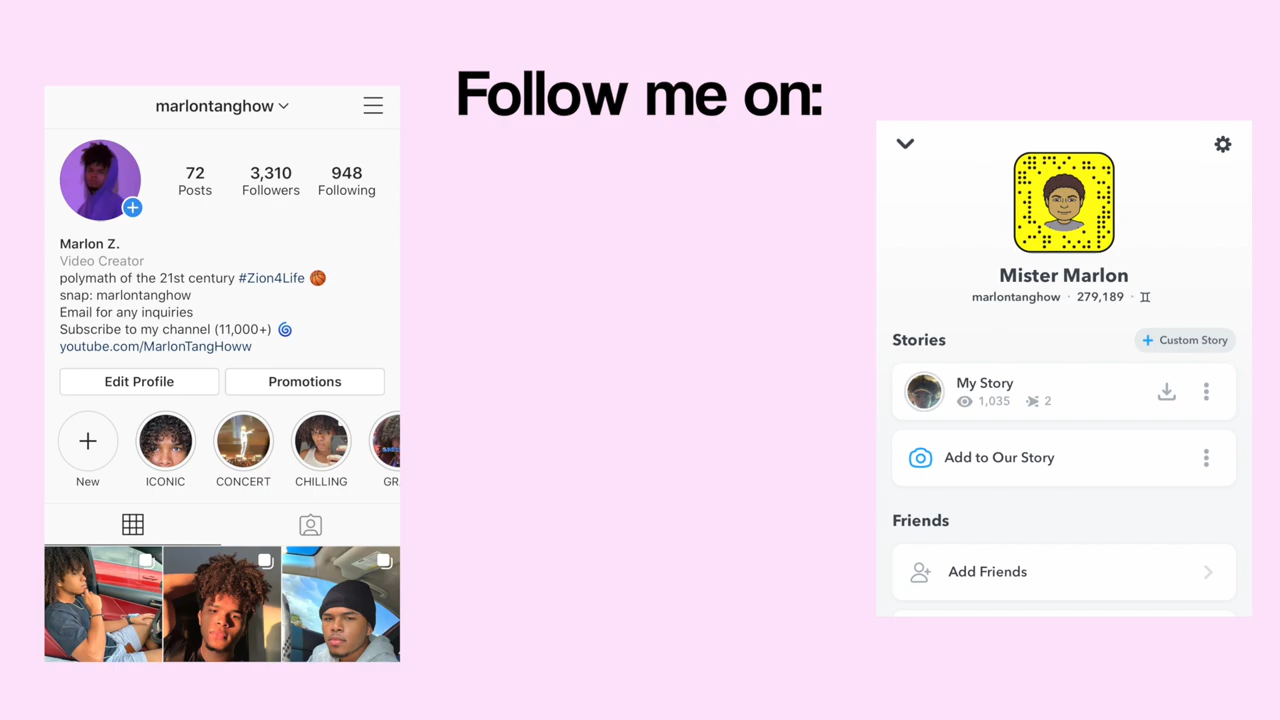 Follow me on:
marlontanghow
72
3,310
948
Posts
Followers
Following
Marlon Z.
Video Creator
polymath of the 21st century #Zion4Life 🏀
snap: marlontanghow
Email for any inquiries
Subscribe to my channel (11,000+) 🌀
youtube.com/MarlonTangHoww
Edit Profile
Promotions
New
ICONIC
CONCERT
CHILLING
GR
Mister Marlon
marlontanghow · 279,189 · ♊︎
Stories
+ Custom Story
My Story
1,035
2
Add to Our Story
Friends
Add Friends